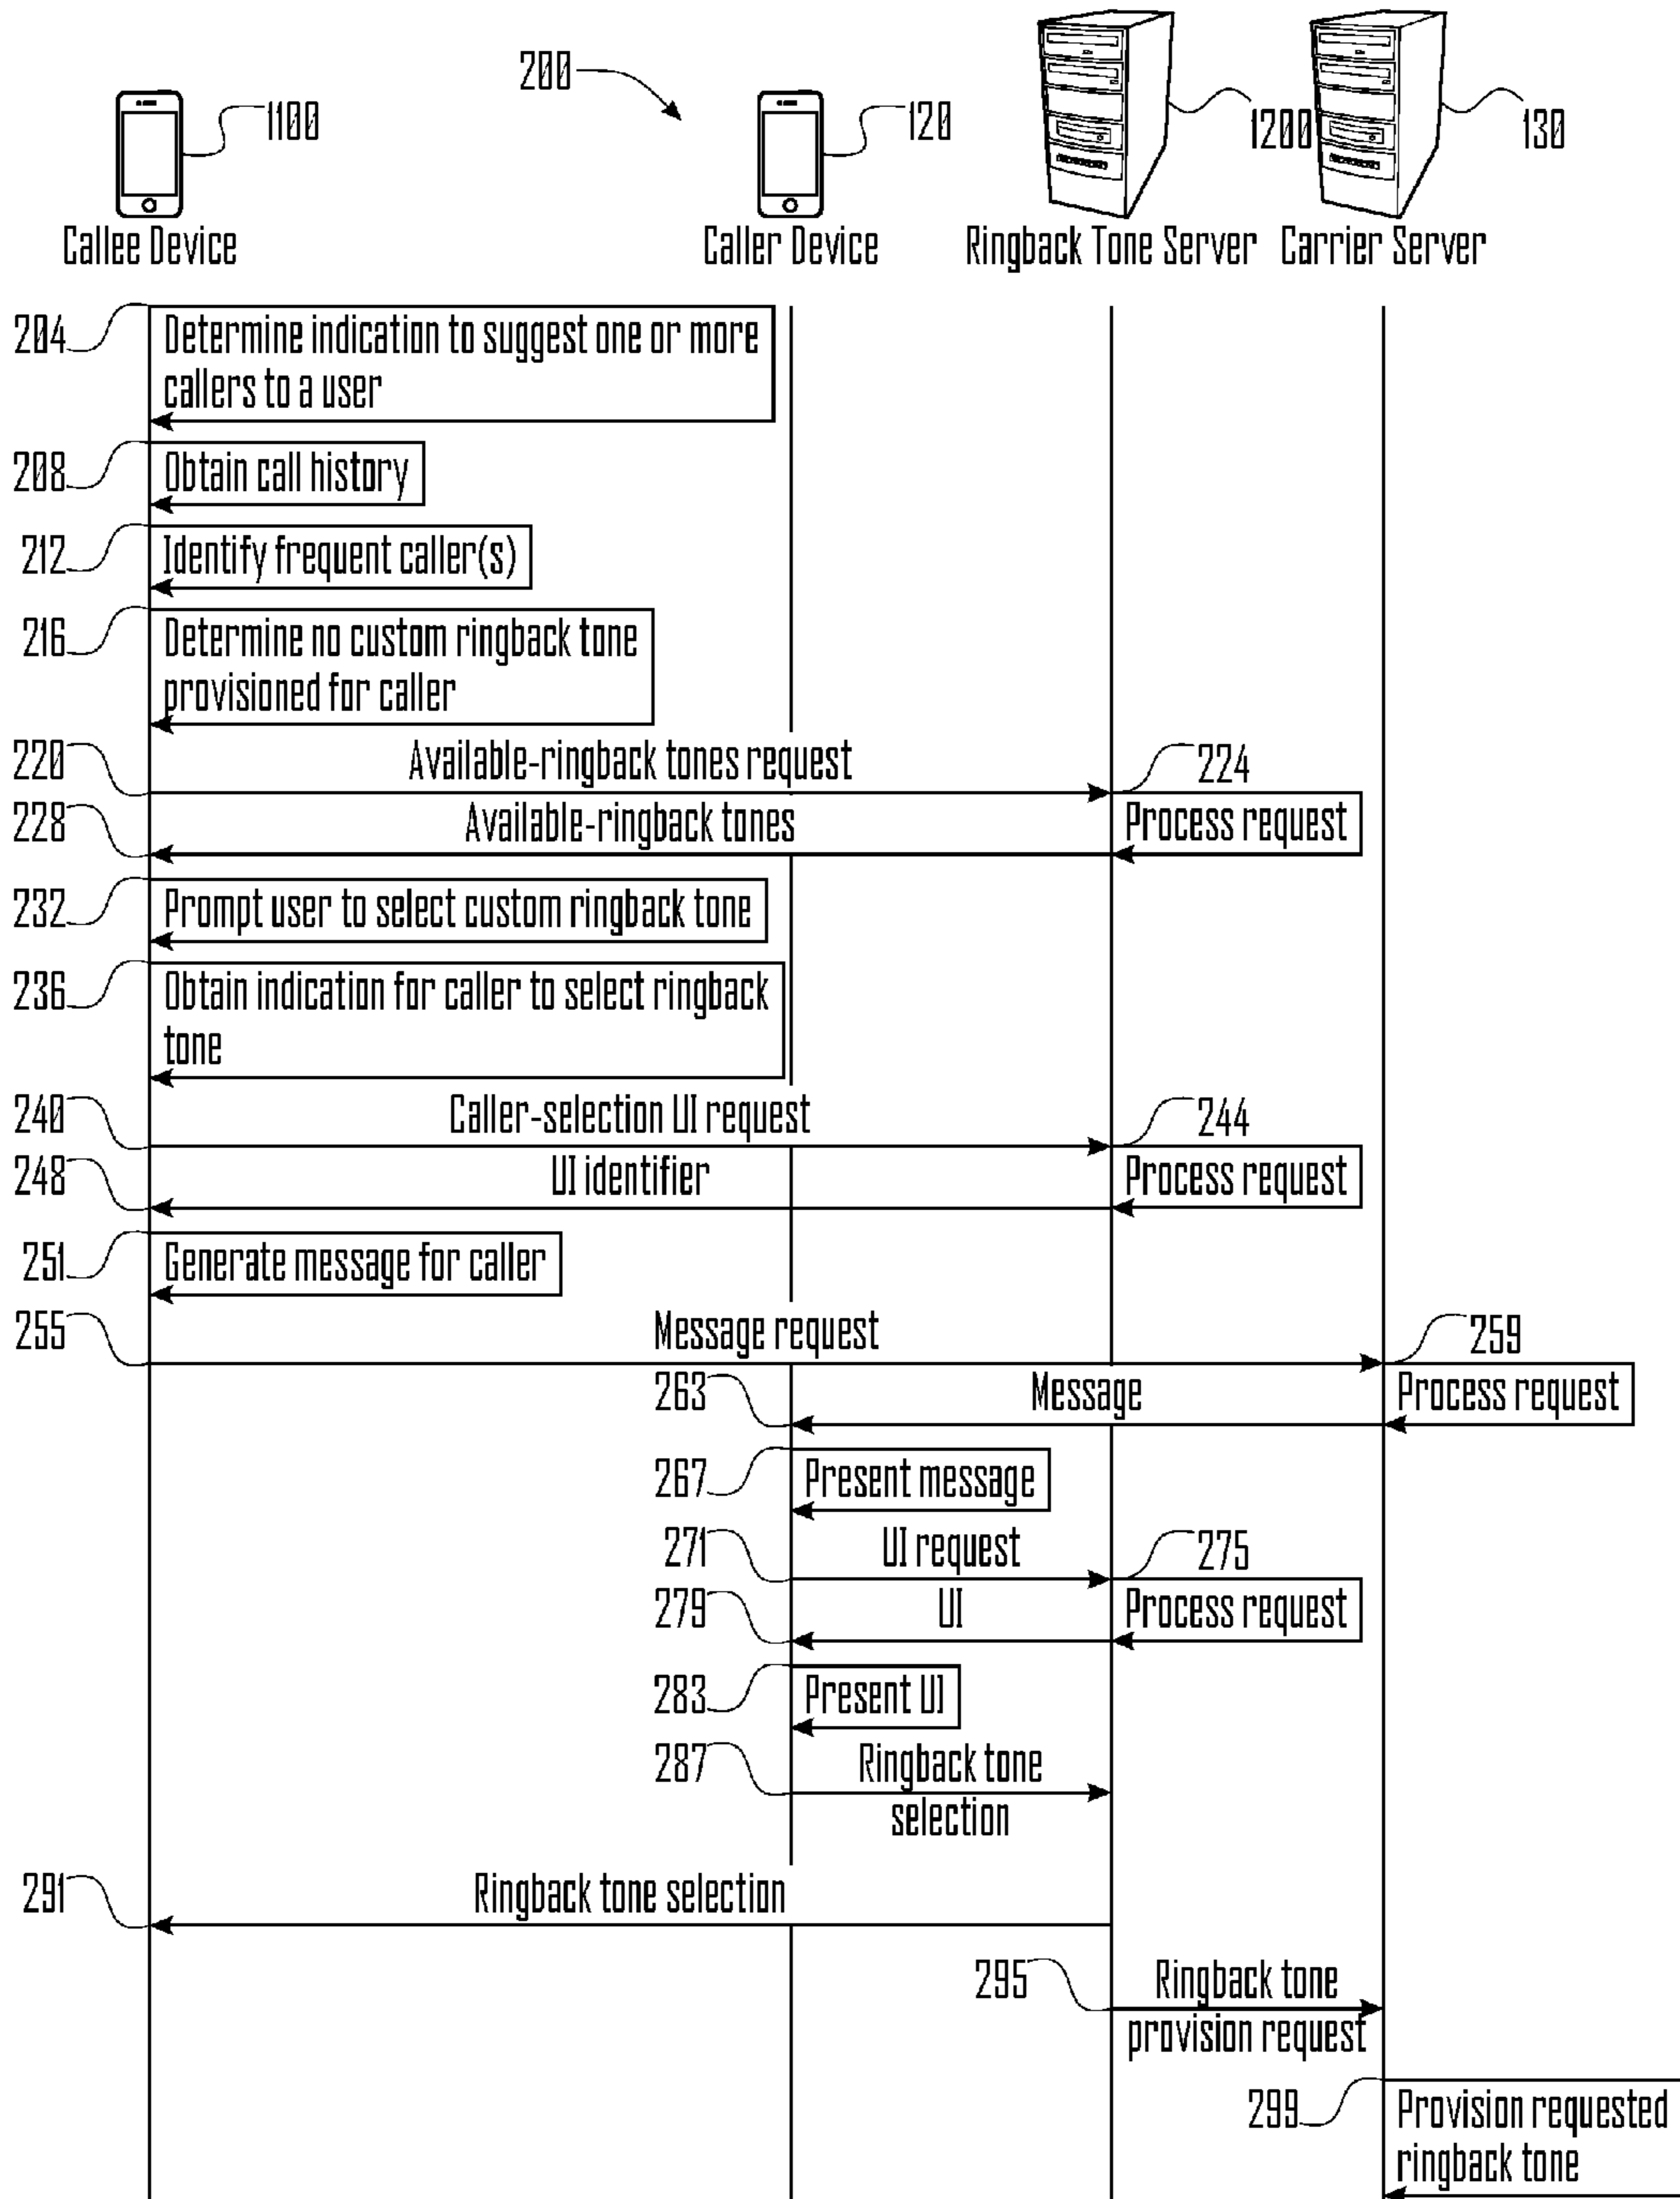 200
1100
120
1200
130
Callee Device
Caller Device
Ringback Tone Server
Carrier Server
204
Determine indication to suggest one or more
callers to a user
208
Obtain call history
212
Identify frequent caller(s)
216
Determine no custom ringback tone
provisioned for caller
220
Available-ringback tones request
224
228
Available-ringback tones
Process request
232
Prompt user to select custom ringback tone
236
Obtain indication for caller to select ringback
tone
240
Caller-selection UI request
244
248
UI identifier
Process request
251
Generate message for caller
255
Message request
259
263
Message
Process request
267
Present message
271
UI request
275
279
UI
Process request
283
Present UI
287
Ringback tone
selection
291
Ringback tone selection
295
Ringback tone
provision request
299
Provision requested
ringback tone